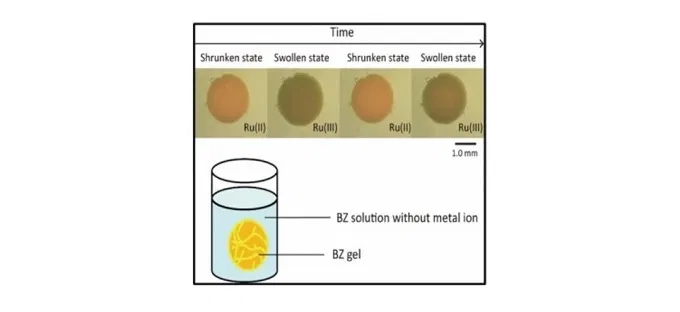 Time
Shrunken state Swollen state Shrunken state Swollen state
Ru(II) Ru(III) Ru(II) Ru(III)
1.0 mm
BZ solution without metal ion
BZ gel